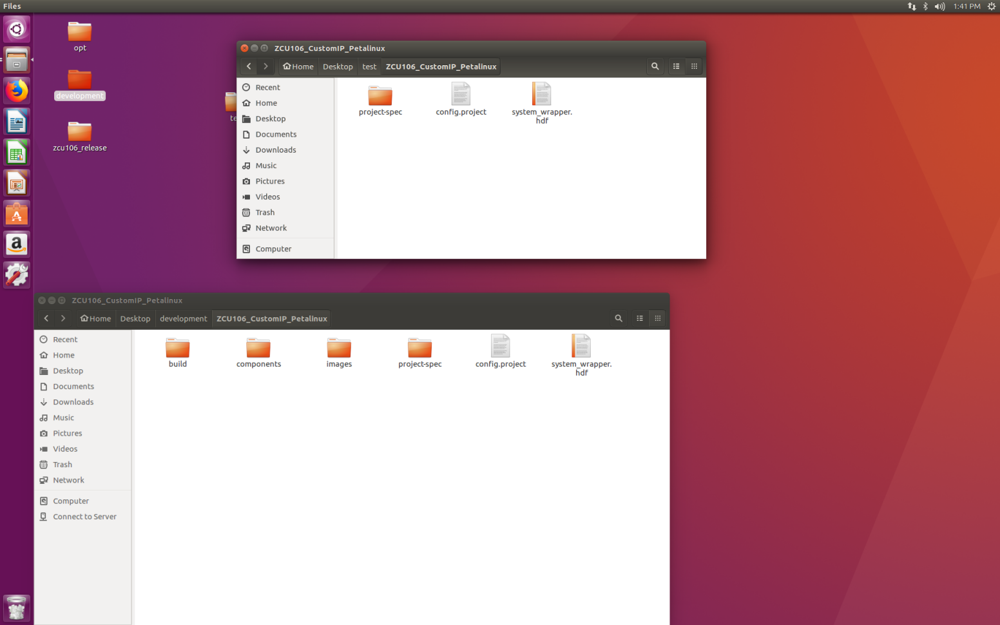 Files
1:41 PM
opt
development
zcu106_release
te
ZCU106_CustomIP_Petalinux
Home
Desktop
test
ZCU106_CustomIP_Petalinux
Recent
Home
Desktop
Documents
Downloads
Music
Pictures
Videos
Trash
Network
Computer
project-spec
config.project
system_wrapper.
hdf
ZCU106_CustomIP_Petalinux
Home
Desktop
development
ZCU106_CustomIP_Petalinux
Recent
Home
Desktop
Documents
Downloads
Music
Pictures
Videos
Trash
Network
Computer
Connect to Server
build
components
images
project-spec
config.project
system_wrapper.
hdf